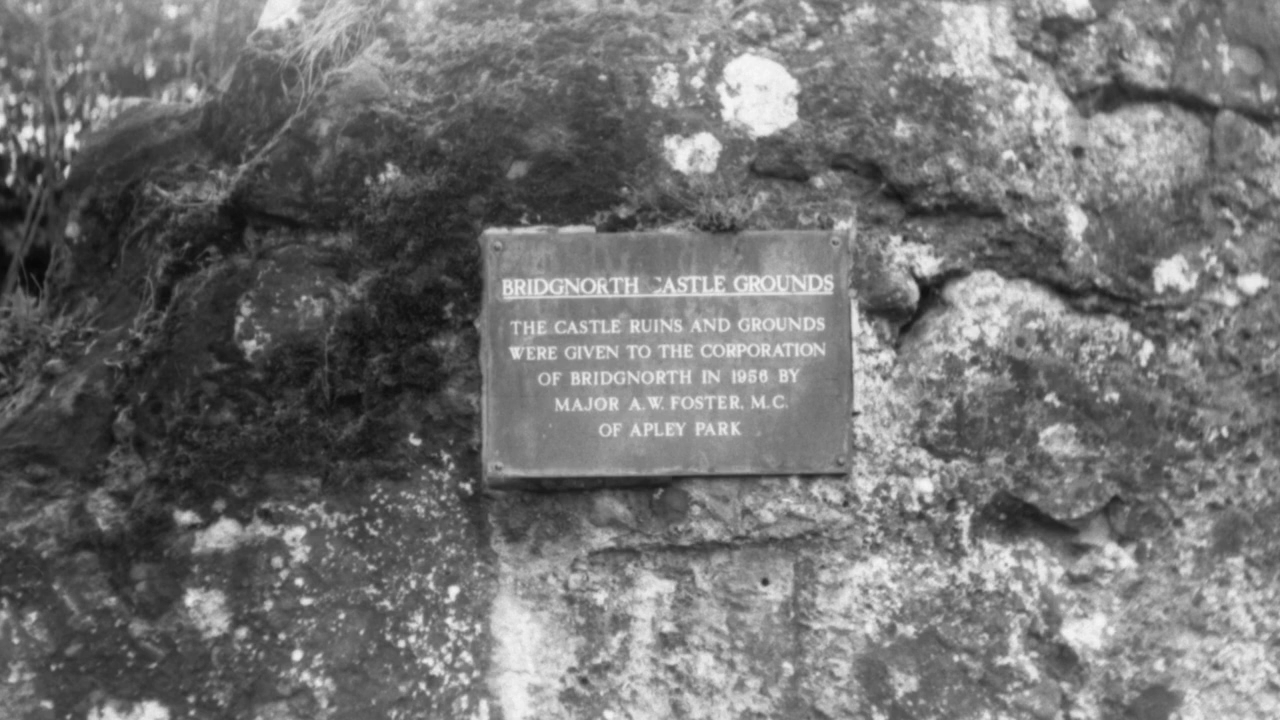 BRIDGNORTH CASTLE GROUNDS
THE CASTLE RUINS AND GROUNDS
WERE GIVEN TO THE CORPORATION
OF BRIDGNORTH IN 1956 BY
MAJOR A.W. FOSTER, M.C.
OF APLEY PARK